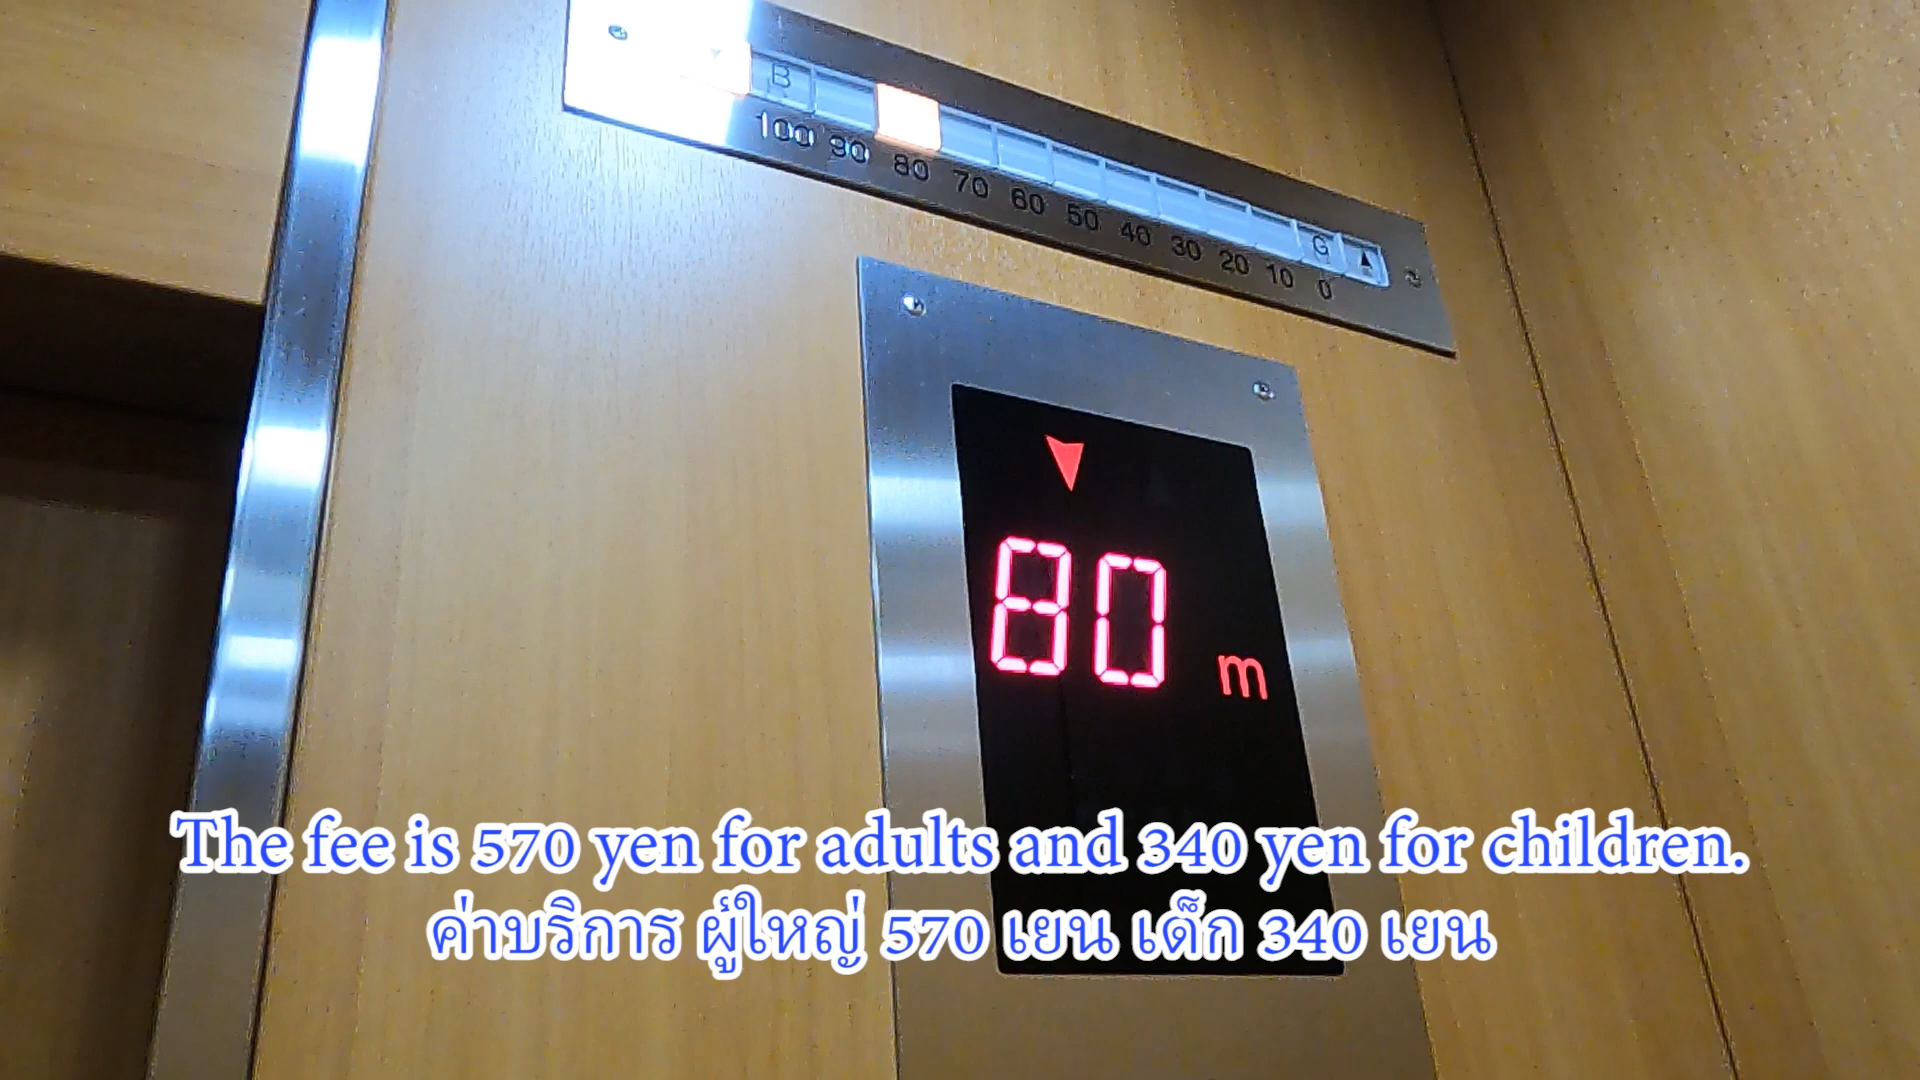 ▼ B G ▲
100 90 80 70 60 50 40 30 20 10 0
▼
80 m
The fee is 570 yen for adults and 340 yen for children.
ค่าบริการ ผู้ใหญ่ 570 เยน เด็ก 340 เยน